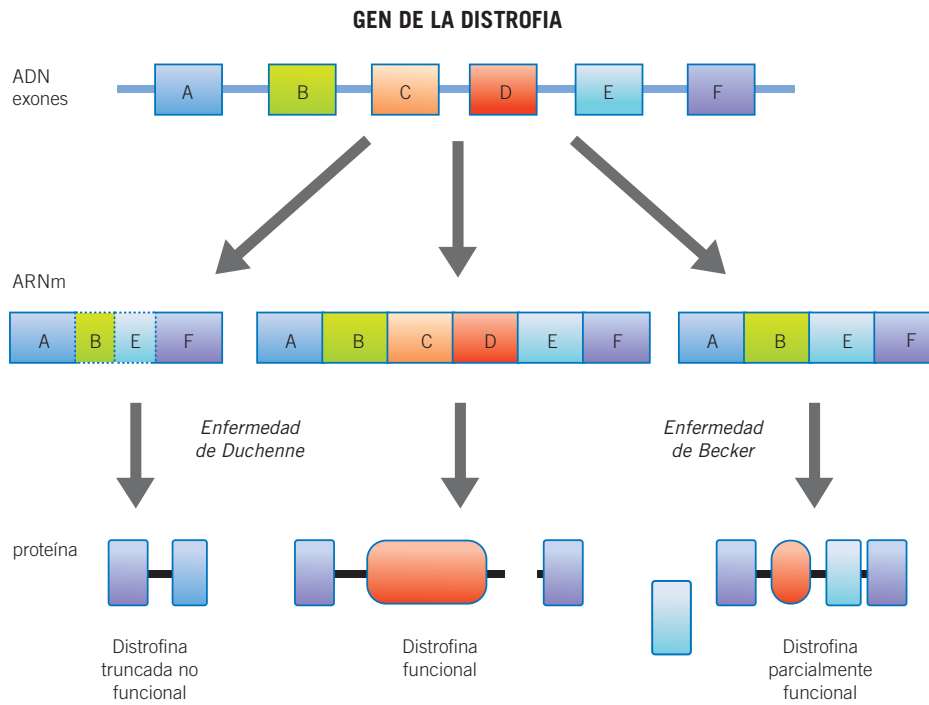 GEN DE LA DISTROFIA
ADN
exones
A B C D E F
ARNm
A B E F
A B C D E F
A B E F
Enfermedad
de Duchenne
Enfermedad
de Becker
proteína
Distrofina
truncada no
funcional
Distrofina
funcional
Distrofina
parcialmente
funcional